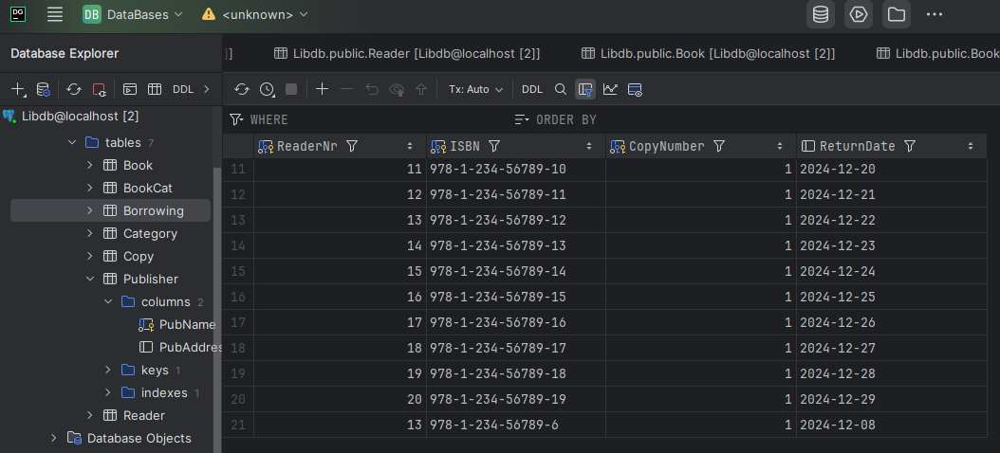 DG DB DataBases <unknown>
Database Explorer
]] Libdb.public.Reader [Libdb@localhost [2]] Libdb.public.Book [Libdb@localhost [2]] Libdb.public.Book
DDL Tx: Auto DDL
Libdb@localhost [2]
WHERE ORDER BY
tables 7
Book
BookCat
Borrowing
Category
Copy
Publisher
columns 2
PubName
PubAddres
keys 1
indexes 1
Reader
Database Objects
ReaderNr ISBN CopyNumber ReturnDate
11 11 978-1-234-56789-10 1 2024-12-20
12 12 978-1-234-56789-11 1 2024-12-21
13 13 978-1-234-56789-12 1 2024-12-22
14 14 978-1-234-56789-13 1 2024-12-23
15 15 978-1-234-56789-14 1 2024-12-24
16 16 978-1-234-56789-15 1 2024-12-25
17 17 978-1-234-56789-16 1 2024-12-26
18 18 978-1-234-56789-17 1 2024-12-27
19 19 978-1-234-56789-18 1 2024-12-28
20 20 978-1-234-56789-19 1 2024-12-29
21 13 978-1-234-56789-6 1 2024-12-08